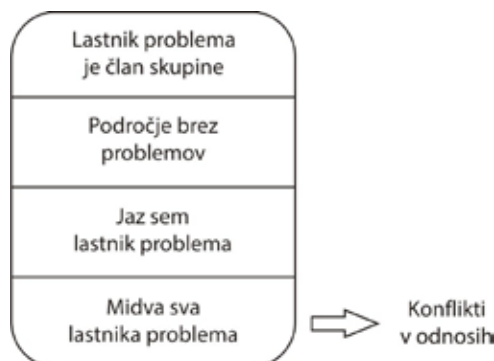 Lastnik problema
je član skupine
Področje brez
problemov
Jaz sem
lastnik problema
Midva sva
lastnika problema
Konflikti
v odnosih